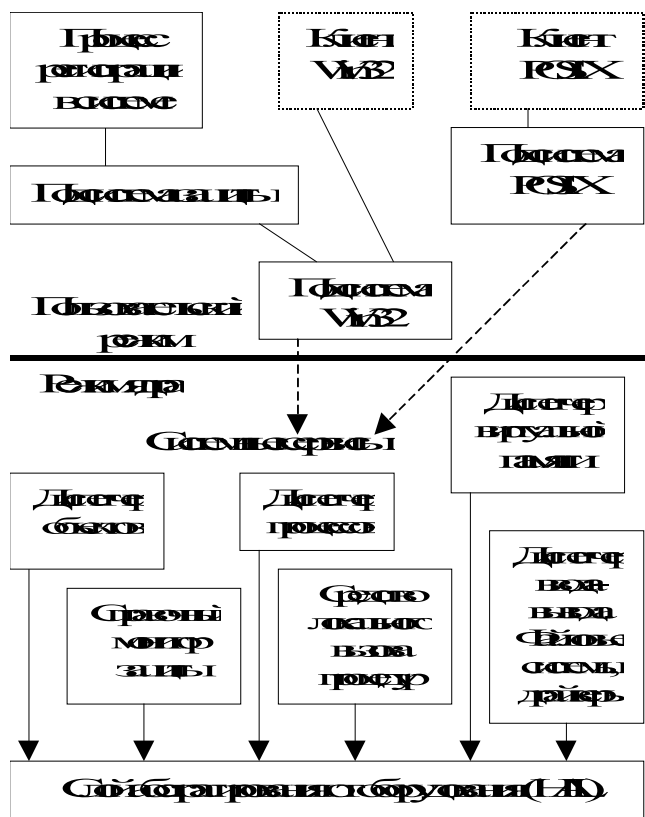 Процесс
регистрации
в системе
Клиент
Win32
Клиент
POSIX
Подсистема защиты
Подсистема
POSIX
Подсистема
Win32
Пользовательский
режим
Режим ядра
Диспетчер
виртуальной
памяти
Системные сервисы
Диспетчер
объектов
Диспетчер
процессов
Диспетчер
ввода-
вывода.
Файловые
системы,
драйверы
Справочный
монитор
защиты
Средство
локального
вызова
процедур
Слой абстрагирования от оборудования (HAL).